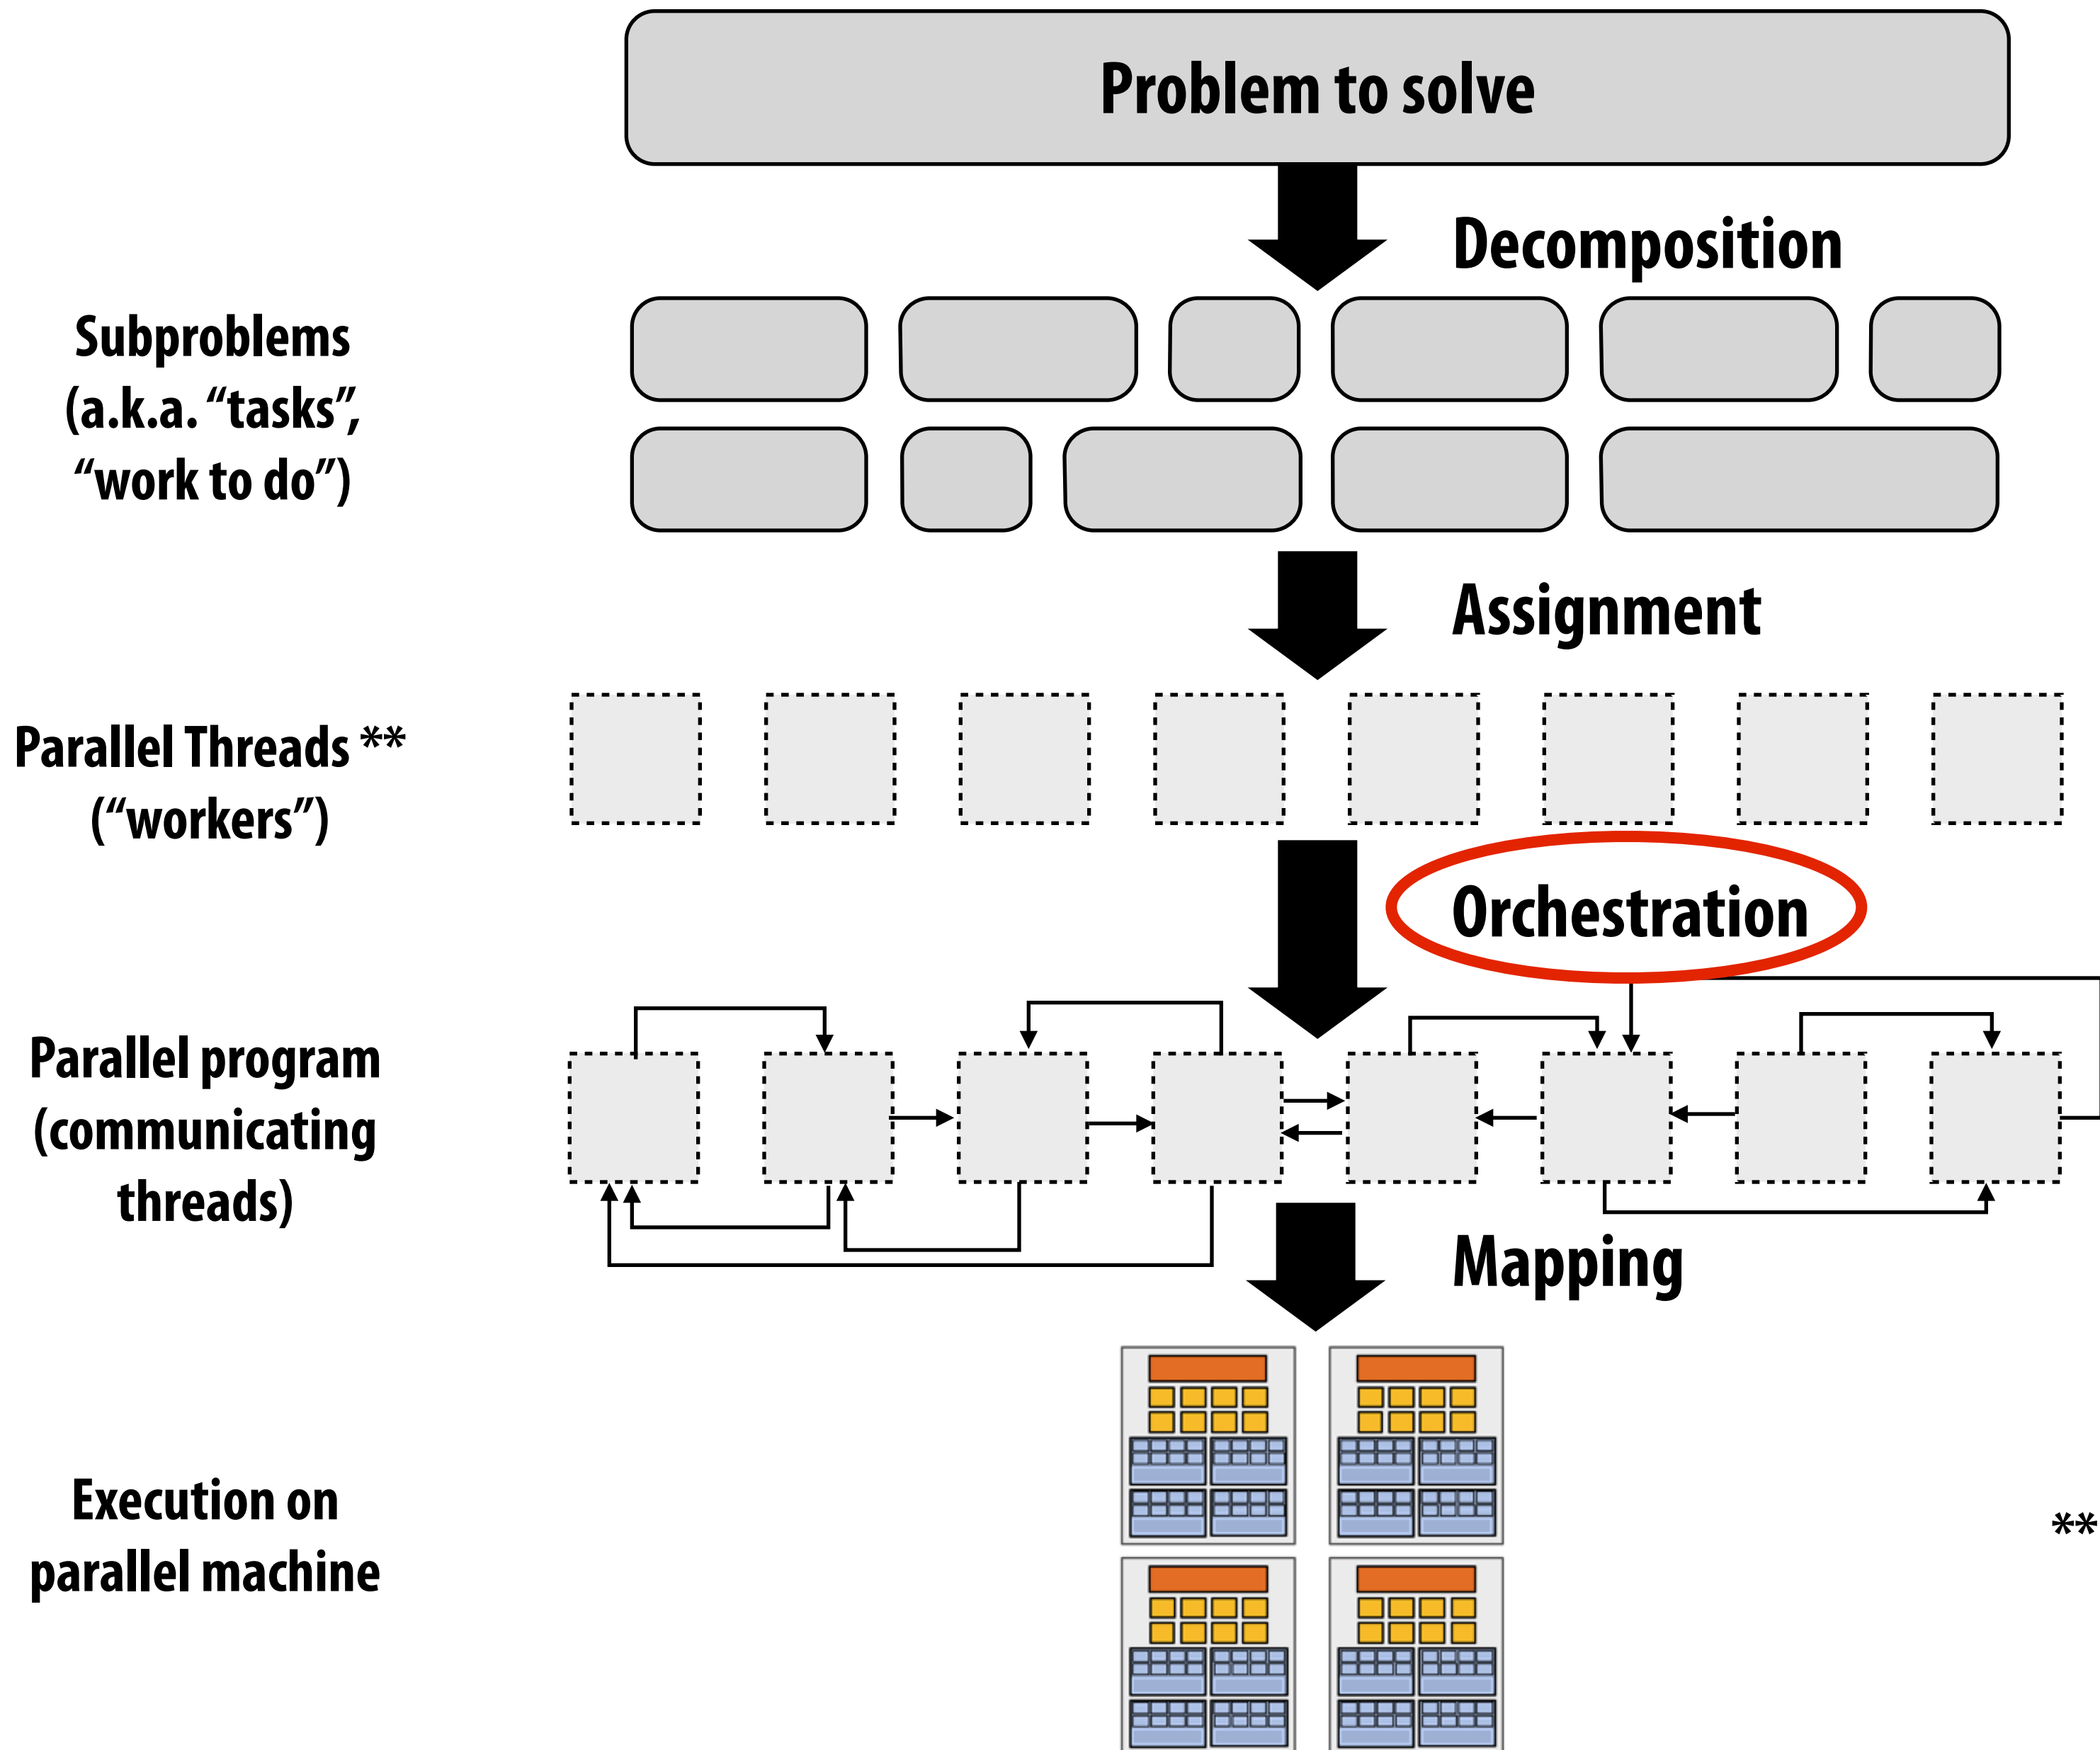 Problem to solve
Decomposition
Subproblems
(a.k.a. “tasks”,
“work to do”)
Assignment
Parallel Threads **
(“workers”)
Orchestration
Parallel program
(communicating
threads)
Mapping
Execution on
parallel machine
**